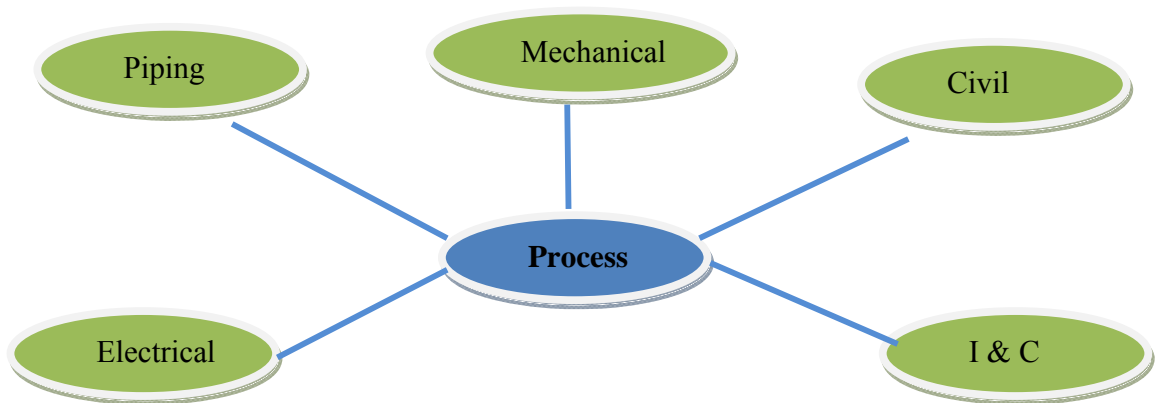 Piping
Mechanical
Civil
Process
Electrical
I & C